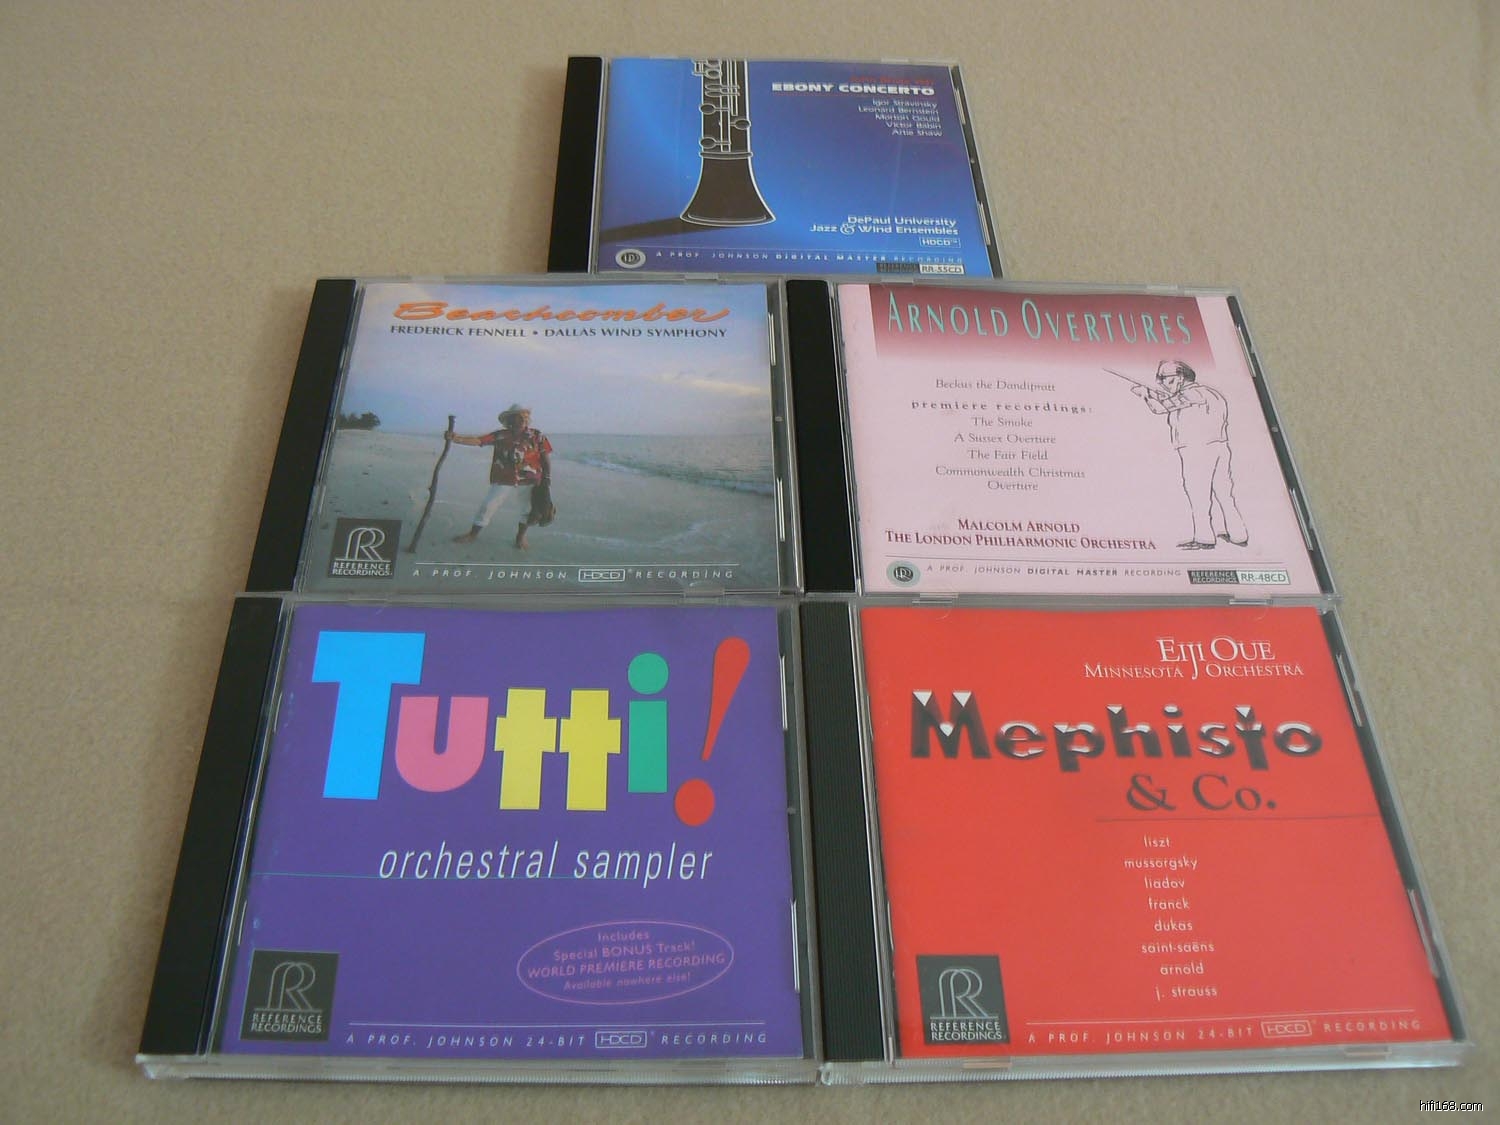 EBONY CONCERTO
Igor Stravinsky
Leonard Bernstein
Morton Gould
Victor Babin
Artie Shaw
DePaul University
Jazz & Wind Ensembles
HDCD™
A PROF. JOHNSON DIGITAL MASTER RECORDING
REFERENCE
RECORDINGS
RR-55CD
Beachcomber
FREDERICK FENNELL • DALLAS WIND SYMPHONY
RR
REFERENCE
RECORDINGS.
A PROF. JOHNSON HDCD® RECORDING
ARNOLD OVERTURES
Beckus the Dandipratt
premiere recordings:
The Smoke
A Sussex Overture
The Fair Field
Commonwealth Christmas
Overture
MALCOLM ARNOLD
THE LONDON PHILHARMONIC ORCHESTRA
A PROF. JOHNSON DIGITAL MASTER RECORDING
REFERENCE
RECORDINGS
RR-48CD
Tutti!
orchestral sampler
Includes
Special BONUS Track!
WORLD PREMIERE RECORDING
Available nowhere else!
RR
REFERENCE
RECORDINGS.
A PROF. JOHNSON 24-BIT HDCD® RECORDING
EIJI OUE
MINNESOTA ORCHESTRA
Mephisto
& Co.
liszt
mussorgsky
liadov
franck
dukas
saint-saëns
arnold
j. strauss
RR
REFERENCE
RECORDINGS.
A PROF. JOHNSON 24-BIT HDCD® RECORDING
hifi168.com